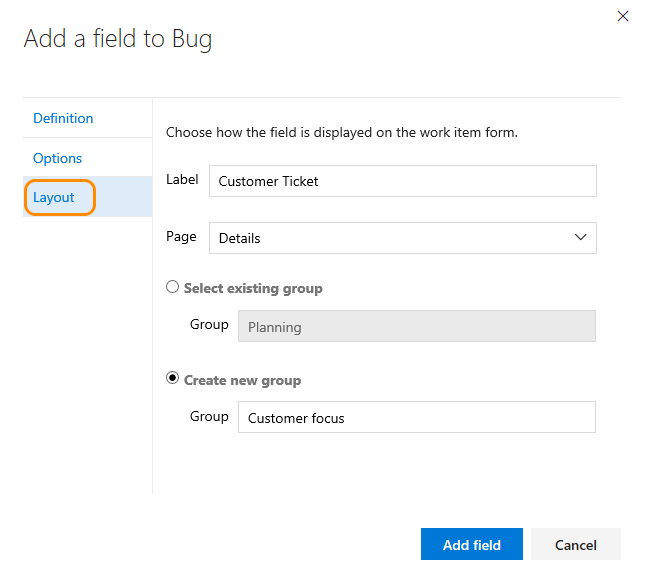 Add a field to Bug
Definition
Options
Layout
Choose how the field is displayed on the work item form.
Label Customer Ticket
Page Details
Select existing group
Group Planning
Create new group
Group Customer focus
Add field Cancel